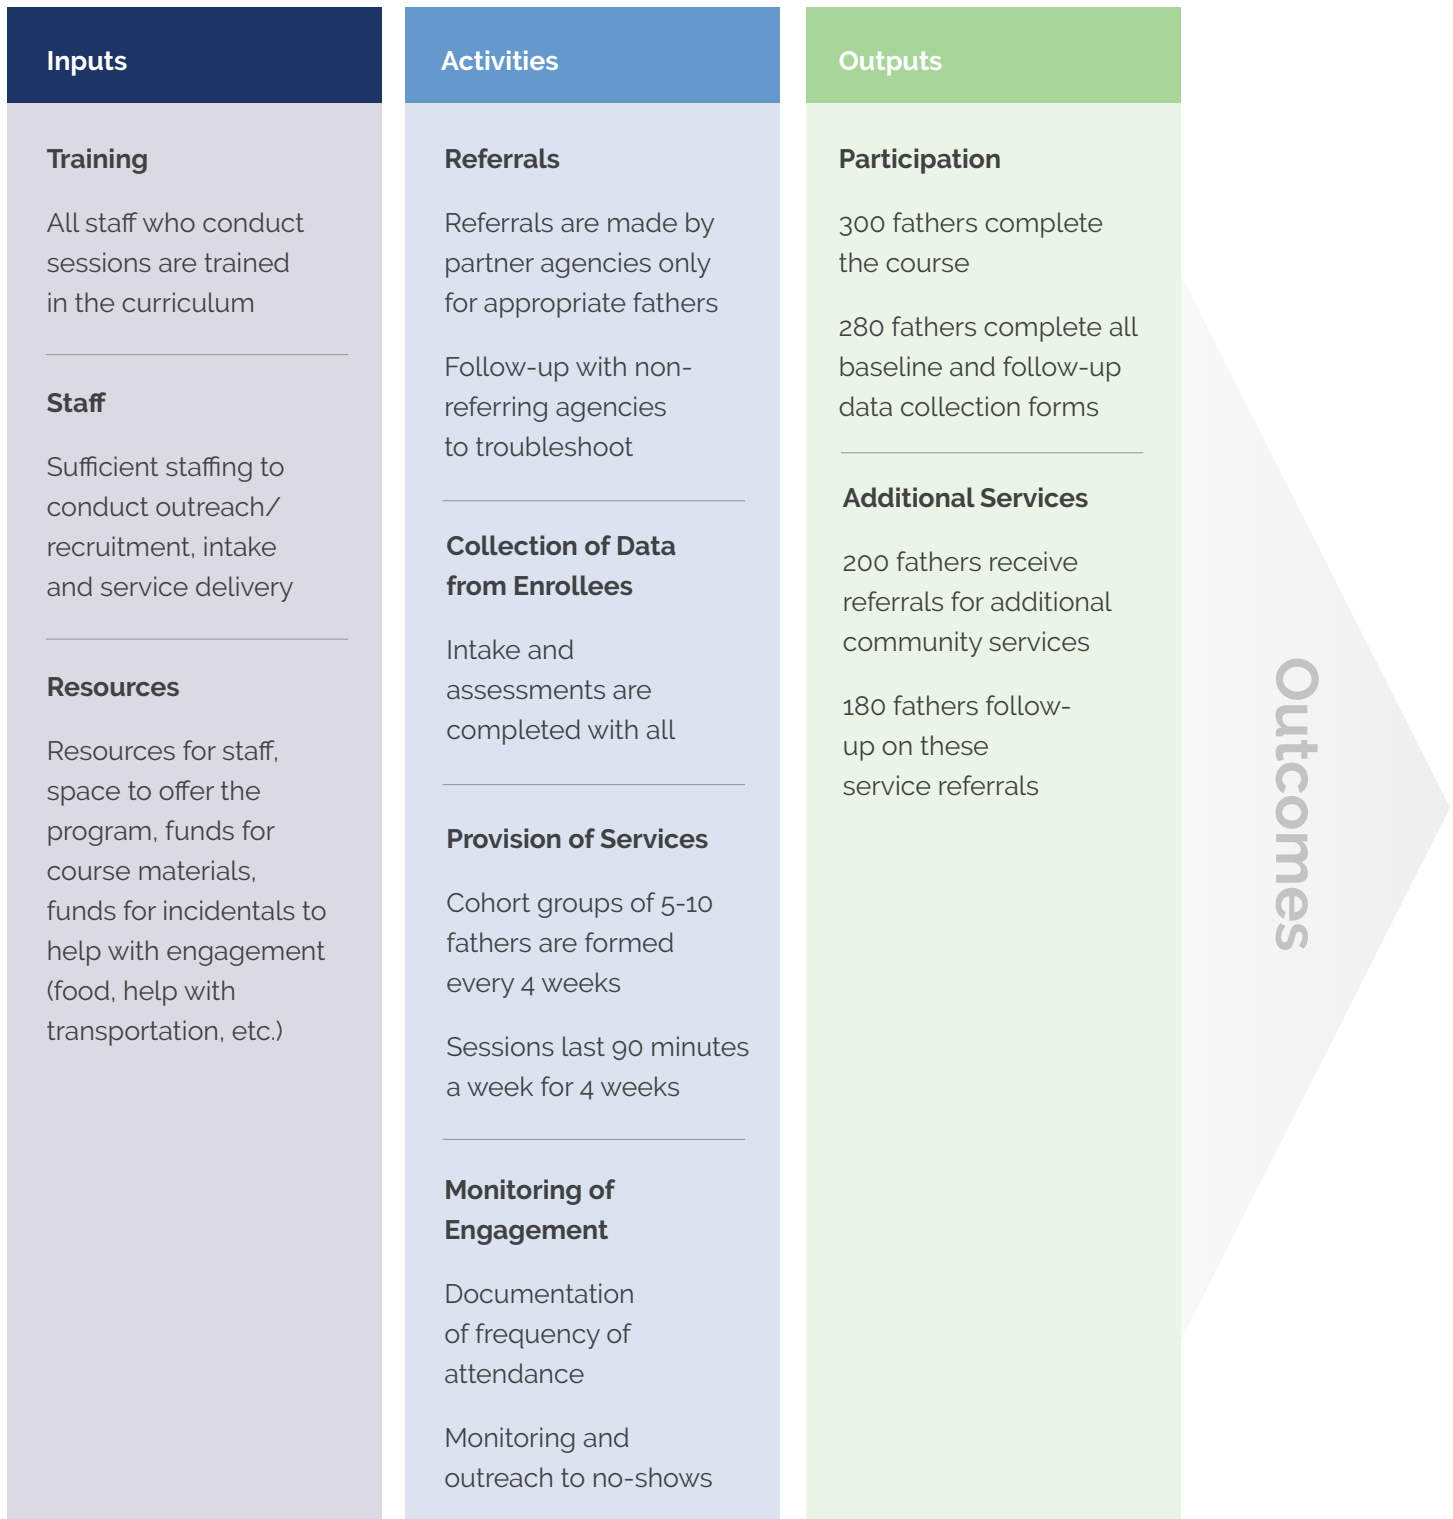 Inputs
Training
All staff who conduct
sessions are trained
in the curriculum
Staff
Sufficient staffing to
conduct outreach/
recruitment, intake
and service delivery
Resources
Resources for staff,
space to offer the
program, funds for
course materials,
funds for incidentals to
help with engagement
(food, help with
transportation, etc.)
Activities
Referrals
Referrals are made by
partner agencies only
for appropriate fathers
Follow-up with non-
referring agencies
to troubleshoot
Collection of Data
from Enrollees
Intake and
assessments are
completed with all
Provision of Services
Cohort groups of 5-10
fathers are formed
every 4 weeks
Sessions last 90 minutes
a week for 4 weeks
Monitoring of
Engagement
Documentation
of frequency of
attendance
Monitoring and
outreach to no-shows
Outputs
Participation
300 fathers complete
the course
280 fathers complete all
baseline and follow-up
data collection forms
Additional Services
200 fathers receive
referrals for additional
community services
180 fathers follow-
up on these
service referrals
Outcomes